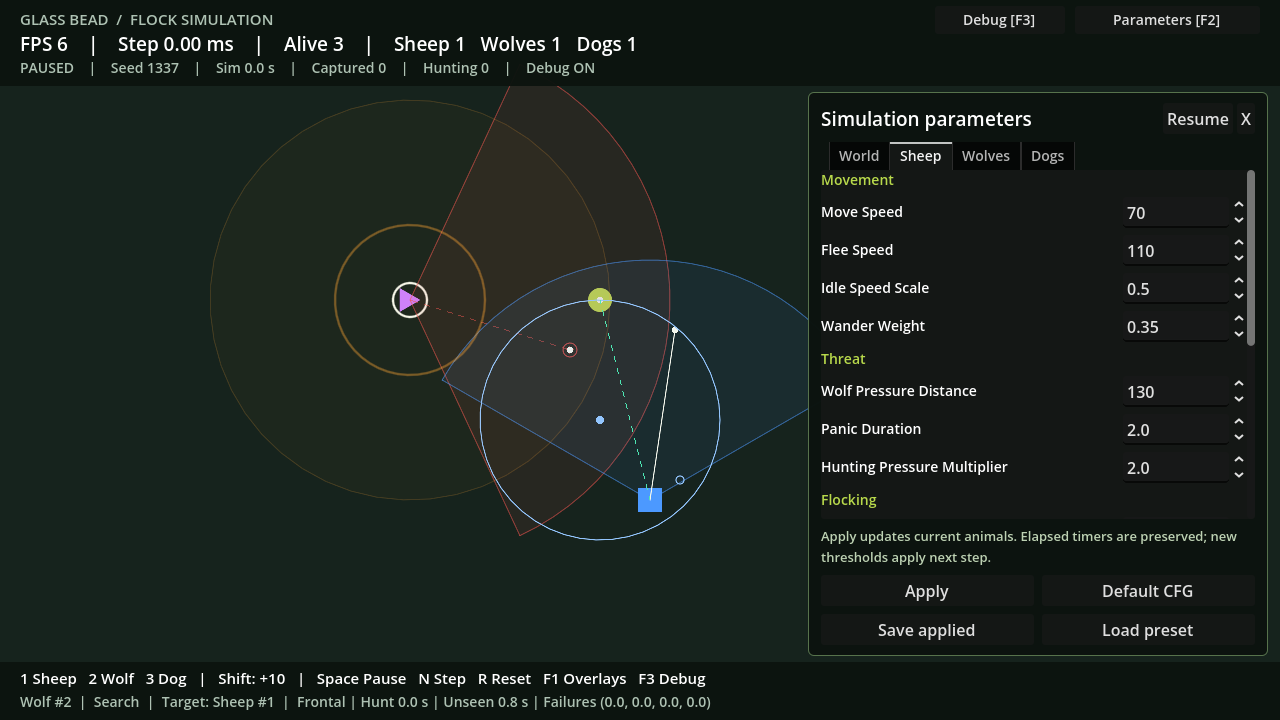 GLASS BEAD / FLOCK SIMULATION
Debug [F3]
Parameters [F2]
FPS 6 | Step 0.00 ms | Alive 3 | Sheep 1 Wolves 1 Dogs 1
PAUSED | Seed 1337 | Sim 0.0 s | Captured 0 | Hunting 0 | Debug ON
Simulation parameters
Resume
X
World
Sheep
Wolves
Dogs
Movement
Move Speed 70
Flee Speed 110
Idle Speed Scale 0.5
Wander Weight 0.35
Threat
Wolf Pressure Distance 130
Panic Duration 2.0
Hunting Pressure Multiplier 2.0
Flocking
Apply updates current animals. Elapsed timers are preserved; new
thresholds apply next step.
Apply
Default CFG
Save applied
Load preset
1 Sheep 2 Wolf 3 Dog | Shift: +10 | Space Pause N Step R Reset F1 Overlays F3 Debug
Wolf #2 | Search | Target: Sheep #1 | Frontal | Hunt 0.0 s | Unseen 0.8 s | Failures (0.0, 0.0, 0.0, 0.0)